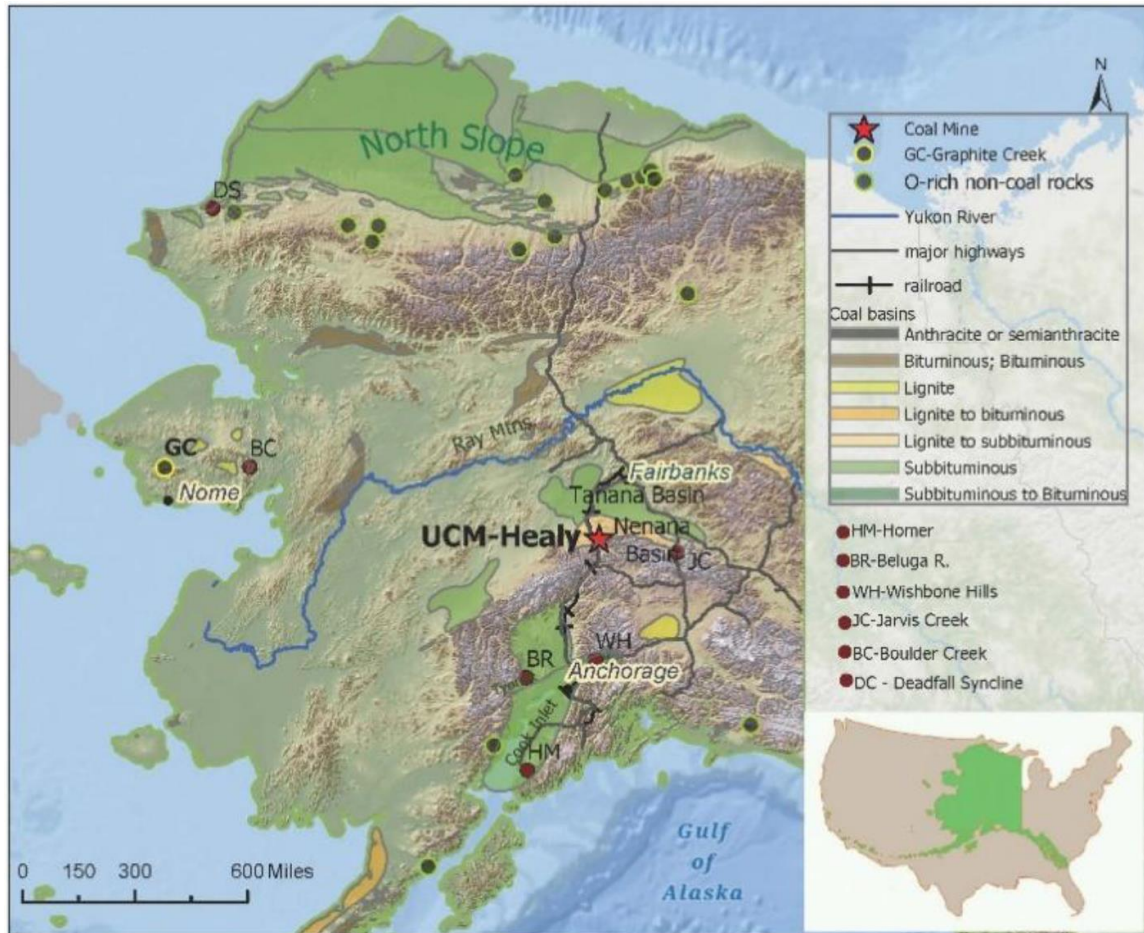 North Slope
DS
Ray Mtns
GC
BC
Nome
Fairbanks
Tanana Basin
UCM-Healy
Nenana
Basin
JC
BR
WH
Anchorage
Cook Inlet
HM
Gulf
of
Alaska
0 150 300 600 Miles
N
Coal Mine
GC-Graphite Creek
O-rich non-coal rocks
Yukon River
major highways
railroad
Coal basins
Anthracite or semianthracite
Bituminous; Bituminous
Lignite
Lignite to bituminous
Lignite to subbituminous
Subbituminous
Subbituminous to Bituminous
HM-Homer
BR-Beluga R.
WH-Wishbone Hills
JC-Jarvis Creek
BC-Boulder Creek
DC - Deadfall Syncline